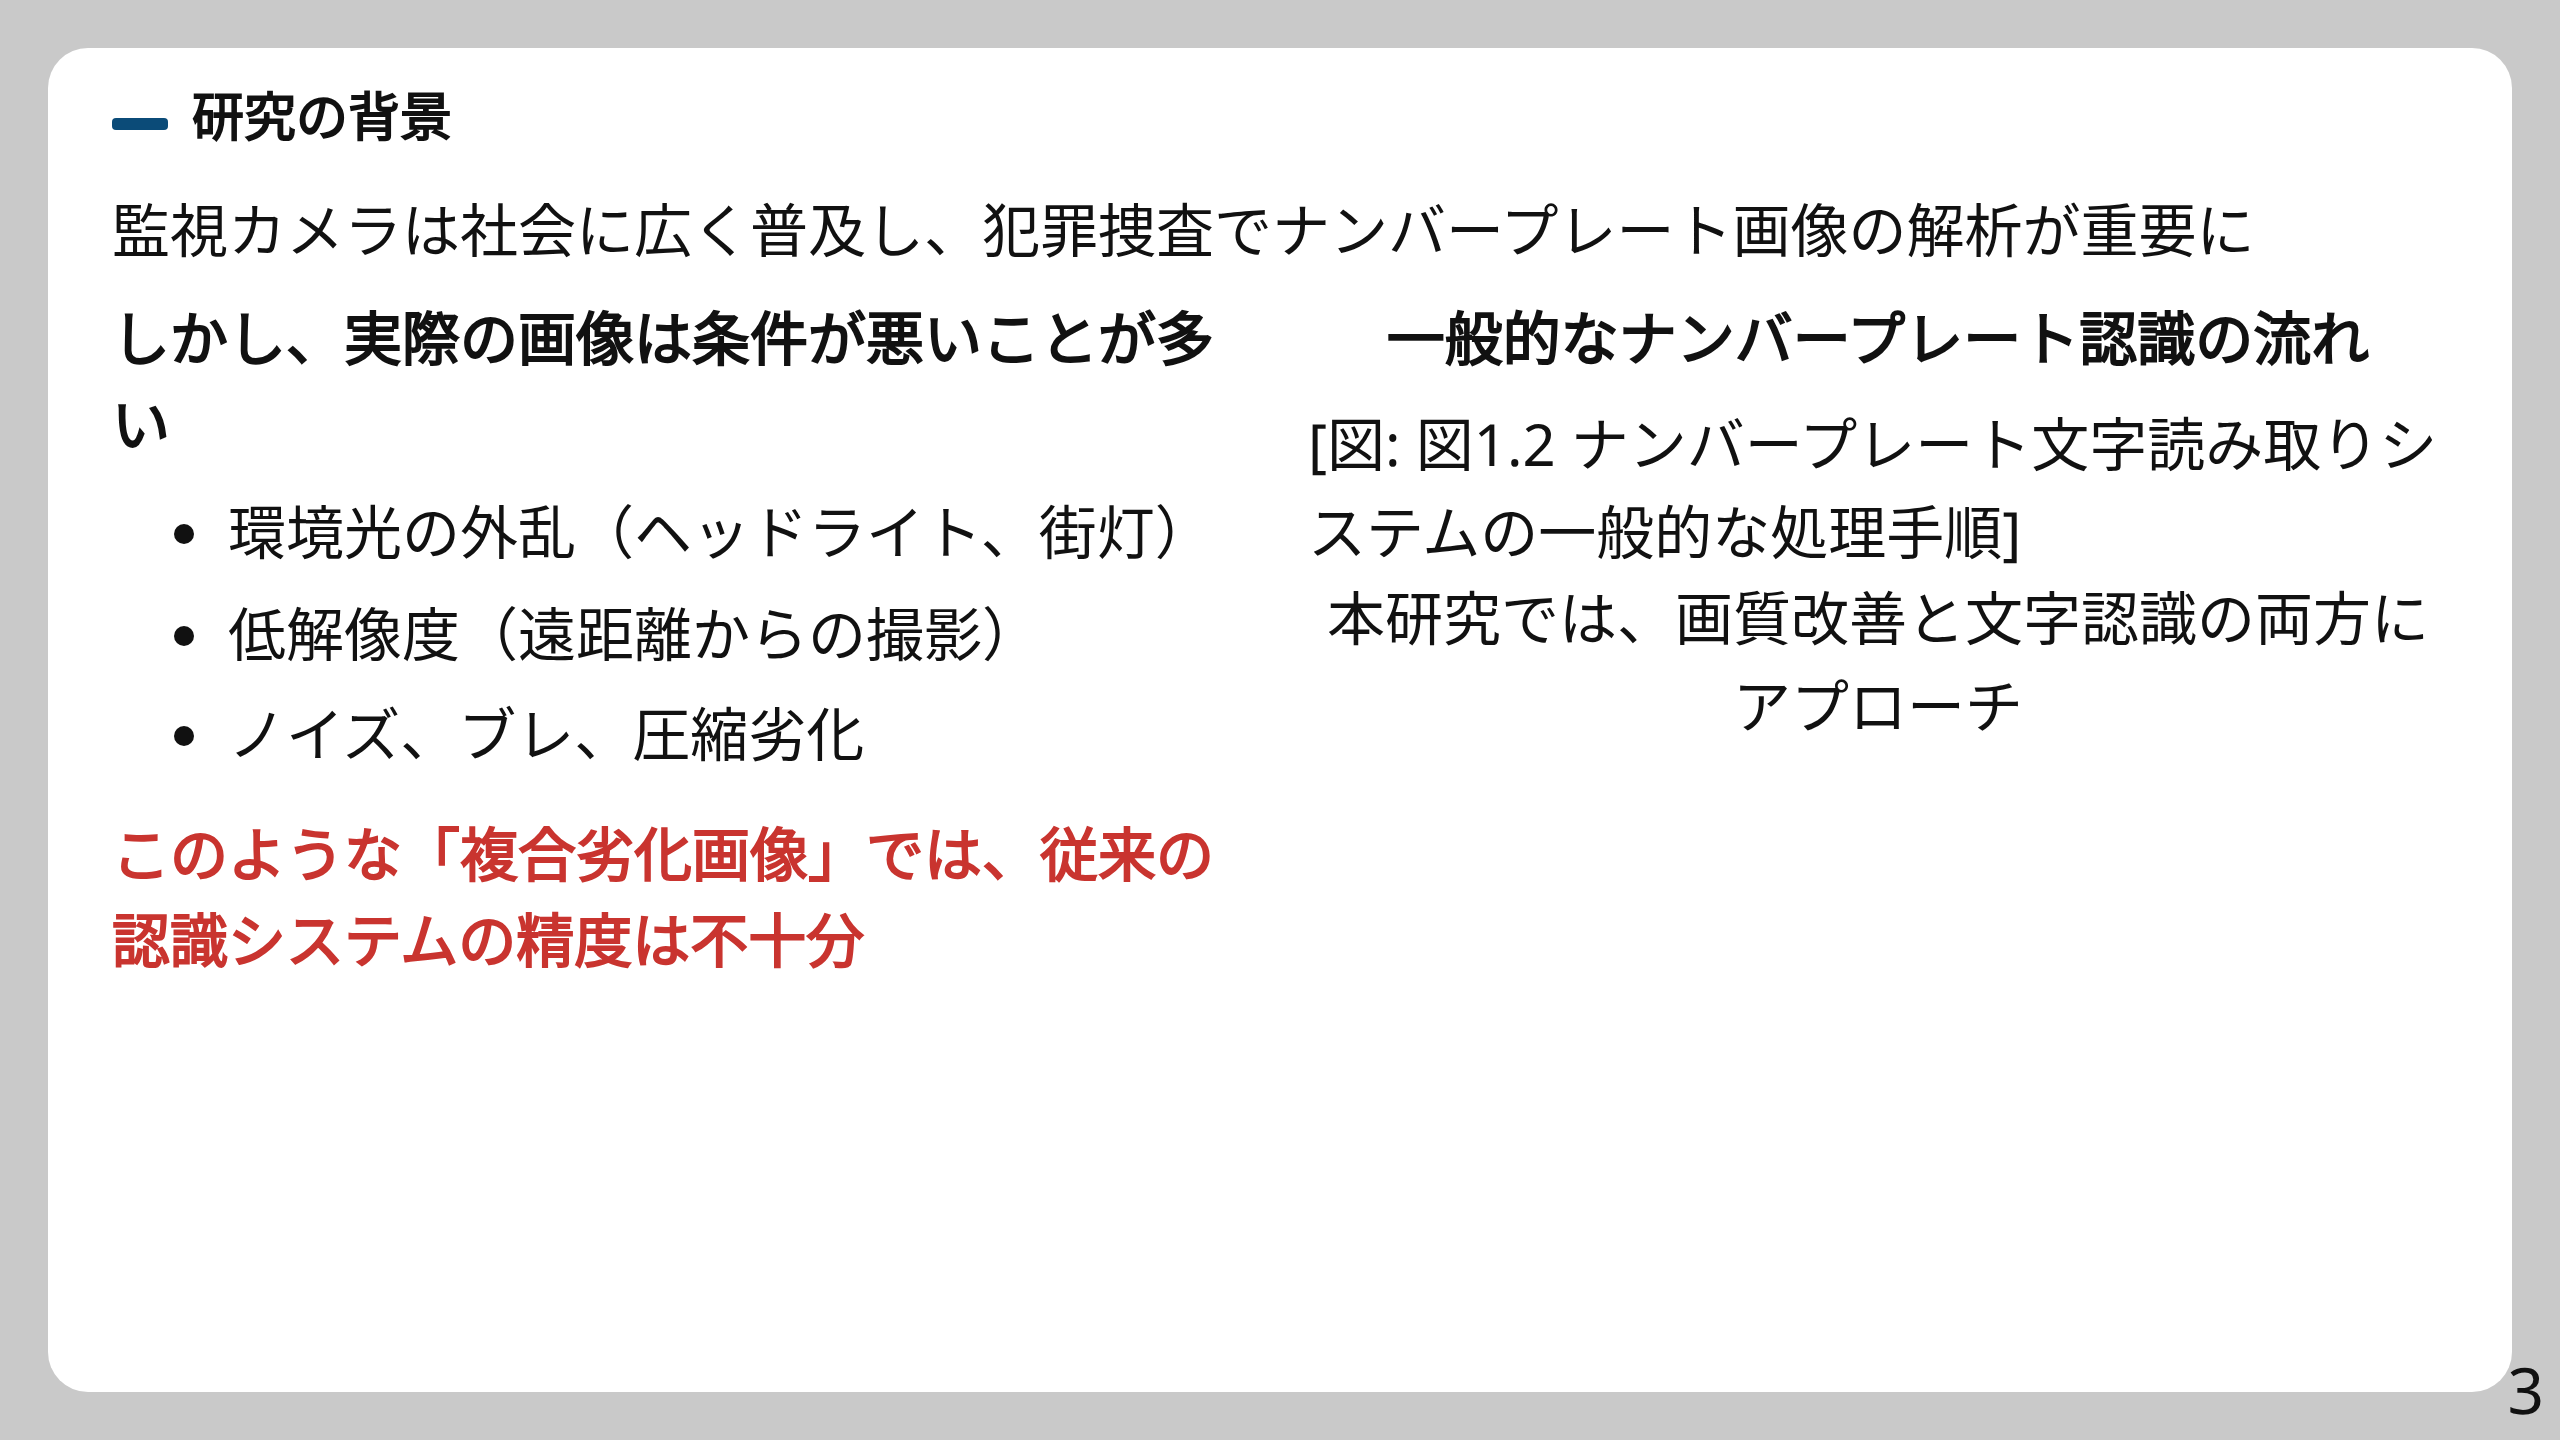 研究の背景
監視カメラは社会に広く普及し、犯罪捜査でナンバープレート画像の解析が重要に
しかし、実際の画像は条件が悪いことが多
い
• 環境光の外乱（ヘッドライト、街灯）
• 低解像度（遠距離からの撮影）
• ノイズ、ブレ、圧縮劣化
このような「複合劣化画像」では、従来の
認識システムの精度は不十分
一般的なナンバープレート認識の流れ
[図: 図1.2 ナンバープレート文字読み取りシ
ステムの一般的な処理手順]
本研究では、画質改善と文字認識の両方に
アプローチ
3